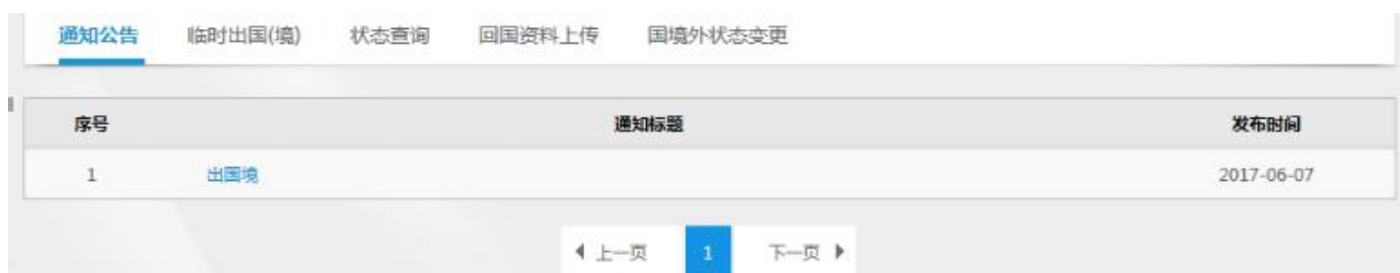 通知公告 临时出国(境) 状态查询 回国资料上传 国境外状态变更
序号 通知标题 发布时间
1 出国境 2017-06-07
上一页 1 下一页